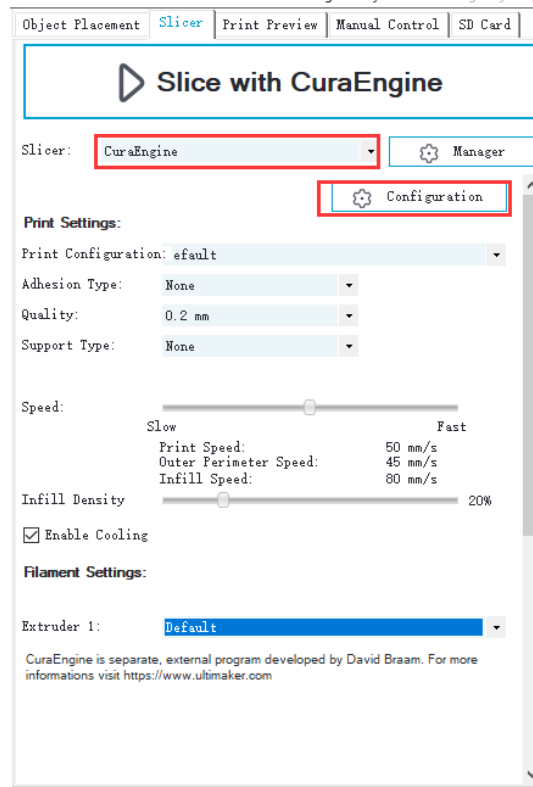 Object Placement Slicer Print Preview Manual Control SD Card
Slice with CuraEngine
Slicer: CuraEngine Manager
Configuration
Print Settings:
Print Configuration: efault
Adhesion Type: None
Quality: 0.2 mm
Support Type: None
Speed:
Slow Fast
Print Speed: 50 mm/s
Outer Perimeter Speed: 45 mm/s
Infill Speed: 80 mm/s
Infill Density 20%
Enable Cooling
Filament Settings:
Extruder 1: Default
CuraEngine is separate, external program developed by David Braam. For more
informations visit https://www.ultimaker.com